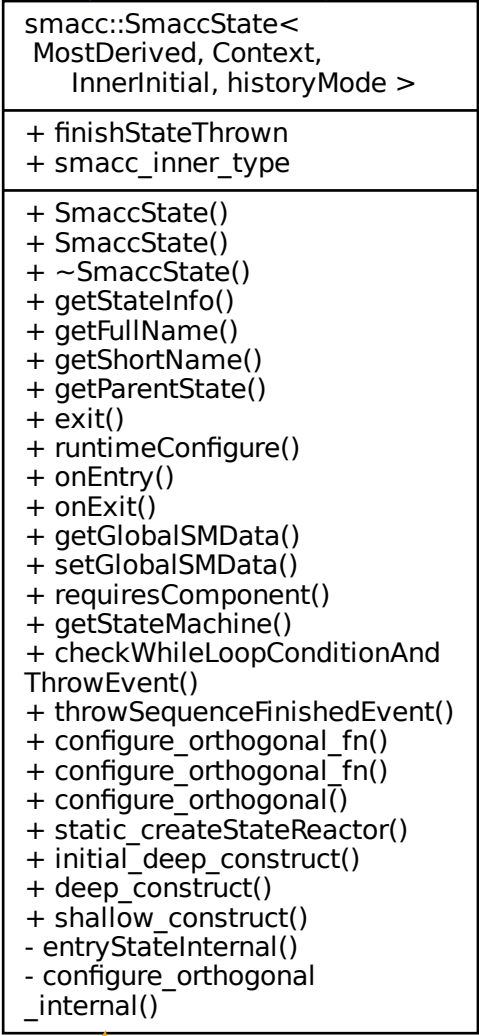 smacc::SmaccState<
MostDerived, Context,
InnerInitial, historyMode >
+ finishStateThrown
+ smacc_inner_type
+ SmaccState()
+ SmaccState()
+ ~SmaccState()
+ getStateInfo()
+ getFullName()
+ getShortName()
+ getParentState()
+ exit()
+ runtimeConfigure()
+ onEntry()
+ onExit()
+ getGlobalSMData()
+ setGlobalSMData()
+ requiresComponent()
+ getStateMachine()
+ checkWhileLoopConditionAnd
ThrowEvent()
+ throwSequenceFinishedEvent()
+ configure_orthogonal_fn()
+ configure_orthogonal_fn()
+ configure_orthogonal()
+ static_createStateReactor()
+ initial_deep_construct()
+ deep_construct()
+ shallow_construct()
- entryStateInternal()
- configure_orthogonal
_internal()